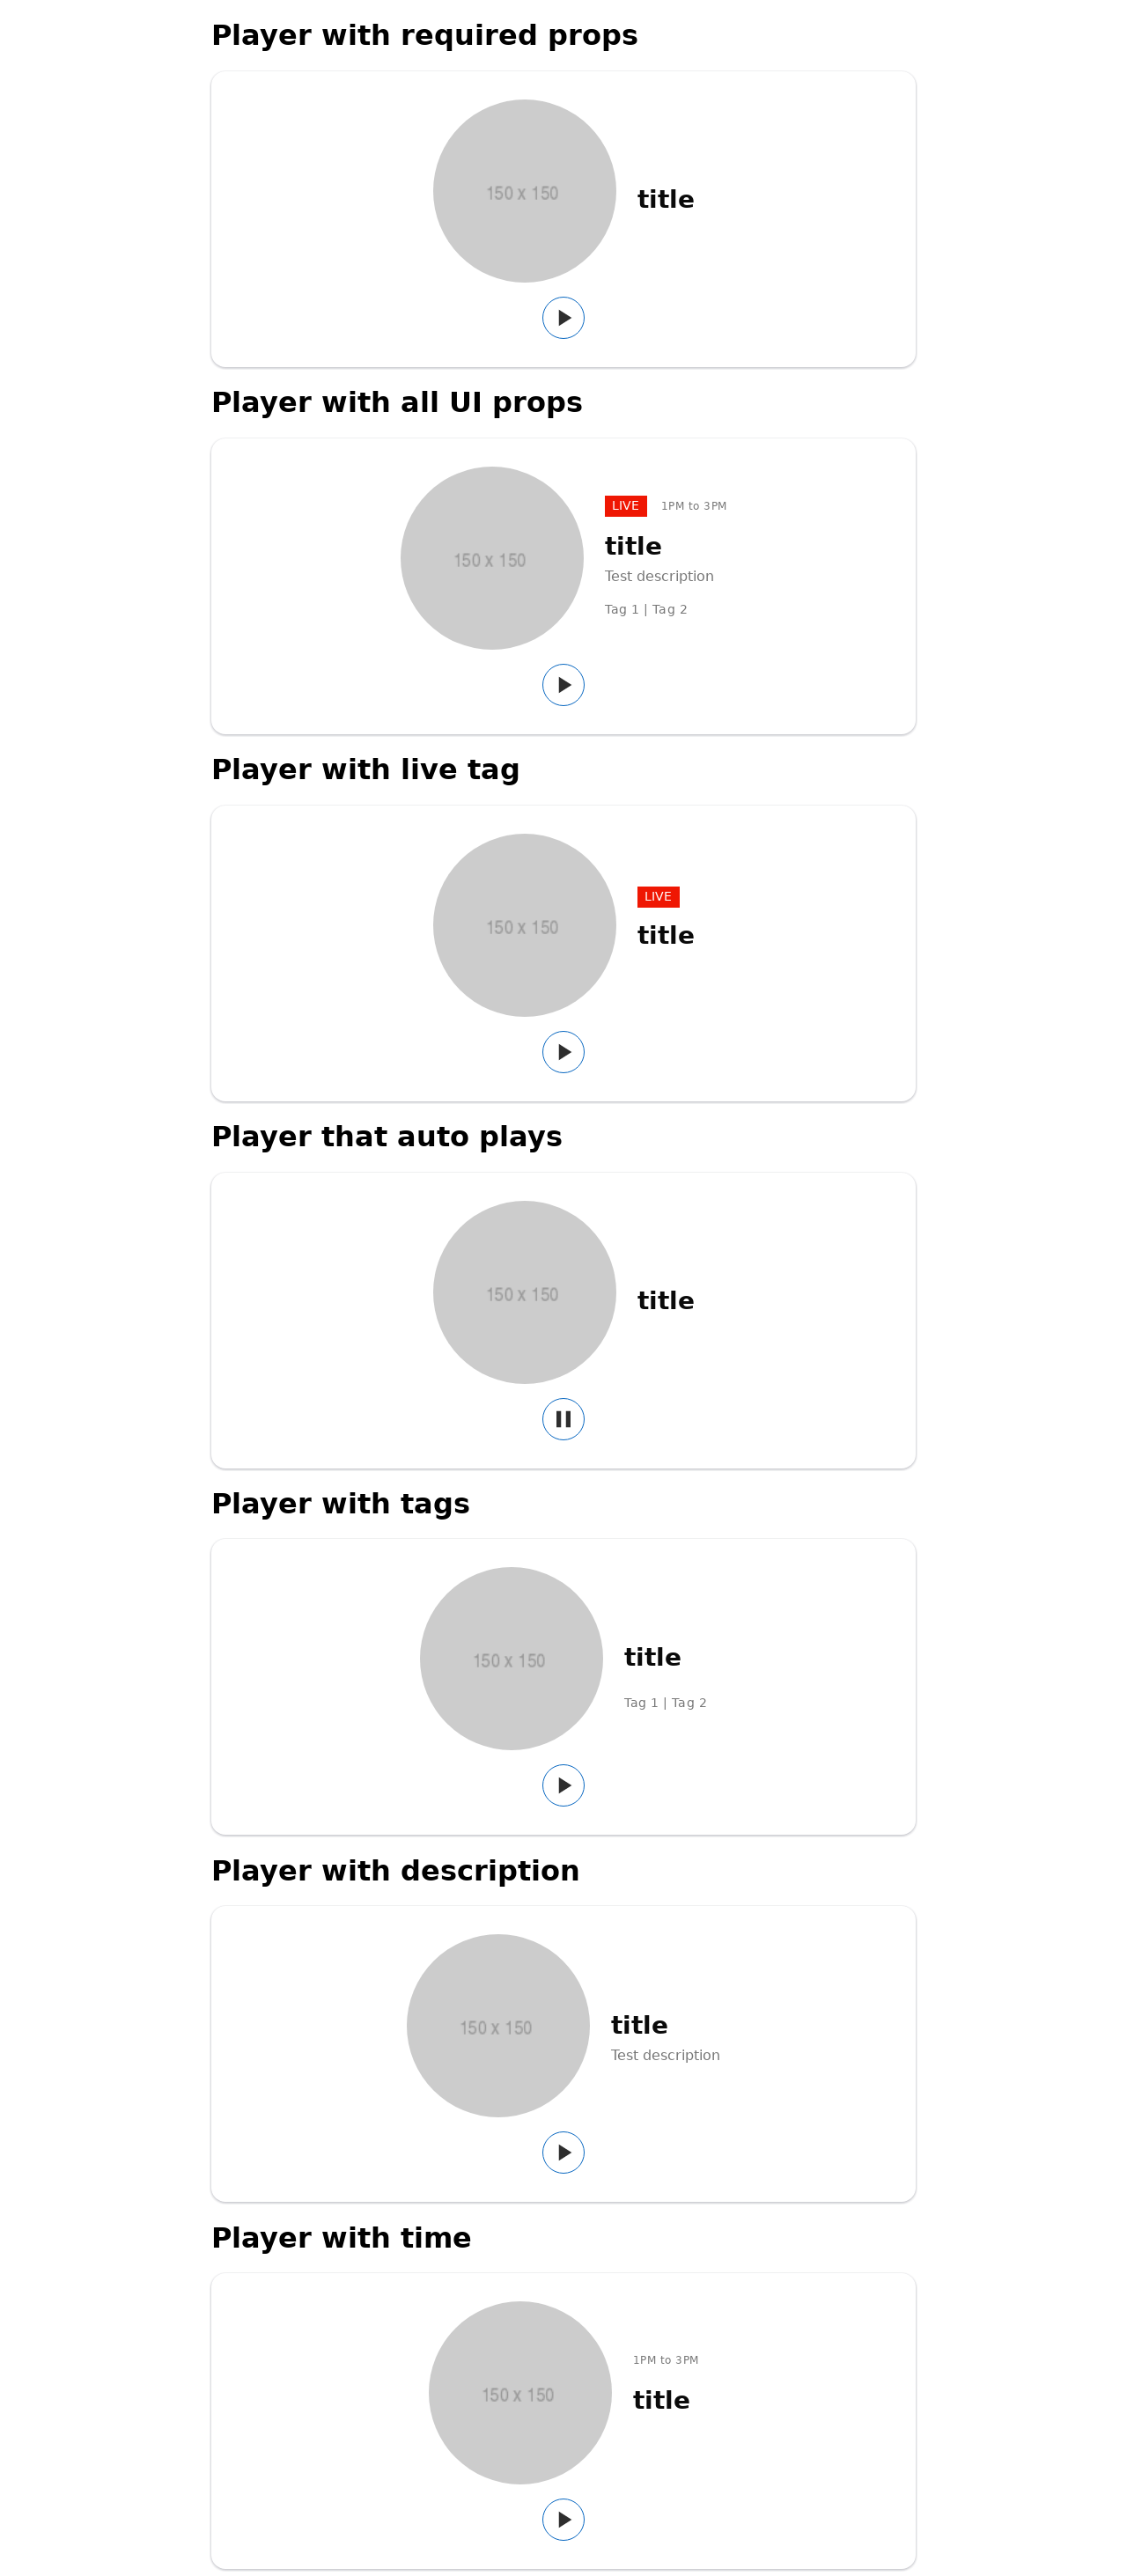 Player with required props
150 x 150
title
Player with all UI props
LIVE 1PM to 3PM
150 x 150
title
Test description
Tag 1 | Tag 2
Player with live tag
LIVE
150 x 150
title
Player that auto plays
150 x 150
title
Player with tags
150 x 150
title
Tag 1 | Tag 2
Player with description
150 x 150
title
Test description
Player with time
1PM to 3PM
150 x 150
title